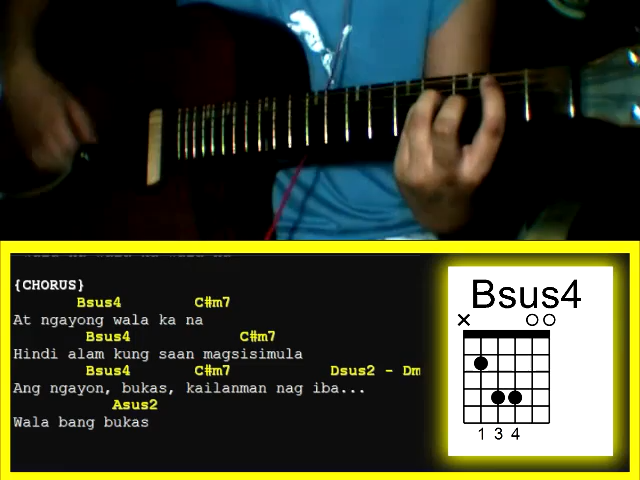 {CHORUS}
Bsus4 C#m7
At ngayong wala ka na
Bsus4 C#m7
Hindi alam kung saan magsisimula
Bsus4 C#m7 Dsus2 - Dm
Ang ngayon, bukas, kailanman nag iba...
Asus2
Wala bang bukas
Bsus4
x oo
1 3 4